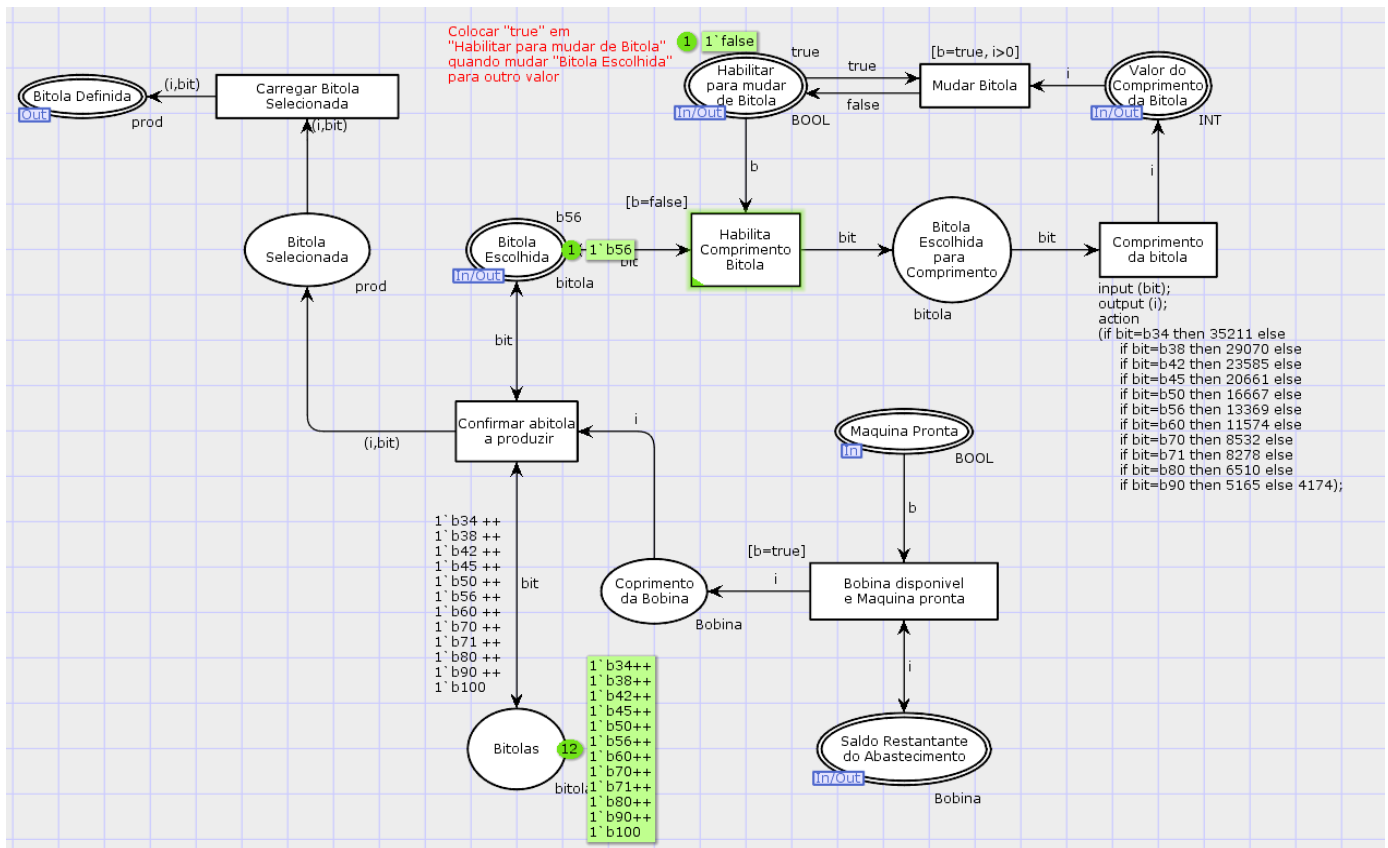 Colocar "true" em
"Habilitar para mudar de Bitola"
quando mudar "Bitola Escolhida"
para outro valor
1
1`false
true
Habilitar
para mudar
de Bitola
In/Out
BOOL
true
false
[b=true, i>0]
Mudar Bitola
i
Valor do
Comprimento
da Bitola
In/Out
INT
Bitola Definida
Out
prod
(i,bit)
Carregar Bitola
Selecionada
(i,bit)
b
i
[b=false]
b56
Bitola
Escolhida
In/Out
bitola
1
1`b56
bit
Habilita
Comprimento
Bitola
bit
Bitola
Escolhida
para
Comprimento
bitola
bit
Comprimento
da bitola
input (bit);
output (i);
action
(if bit=b34 then 35211 else
if bit=b38 then 29070 else
if bit=b42 then 23585 else
if bit=b45 then 20661 else
if bit=b50 then 16667 else
if bit=b56 then 13369 else
if bit=b60 then 11574 else
if bit=b70 then 8532 else
if bit=b71 then 8278 else
if bit=b80 then 6510 else
if bit=b90 then 5165 else 4174);
Bitola
Selecionada
prod
bit
Confirmar abitola
a produzir
(i,bit)
i
Maquina Pronta
In
BOOL
b
[b=true]
Bobina disponivel
e Maquina pronta
i
Coprimento
da Bobina
Bobina
1`b34 ++
1`b38 ++
1`b42 ++
1`b45 ++
1`b50 ++
1`b56 ++
1`b60 ++
1`b70 ++
1`b71 ++
1`b80 ++
1`b90 ++
1`b100
bit
i
Bitolas
12
bitola
1`b34++
1`b38++
1`b42++
1`b45++
1`b50++
1`b56++
1`b60++
1`b70++
1`b71++
1`b80++
1`b90++
1`b100
Saldo Restantante
do Abastecimento
In/Out
Bobina